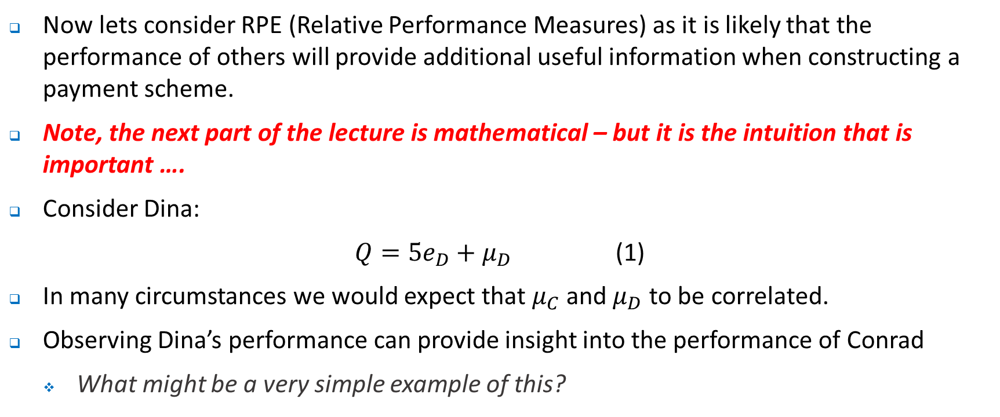 Now lets consider RPE (Relative Performance Measures) as it is likely that the
performance of others will provide additional useful information when constructing a
payment scheme.
Note, the next part of the lecture is mathematical – but it is the intuition that is
important ….
Consider Dina:
Q = 5e_D + μ_D (1)
In many circumstances we would expect that μ_C and μ_D to be correlated.
Observing Dina’s performance can provide insight into the performance of Conrad
What might be a very simple example of this?